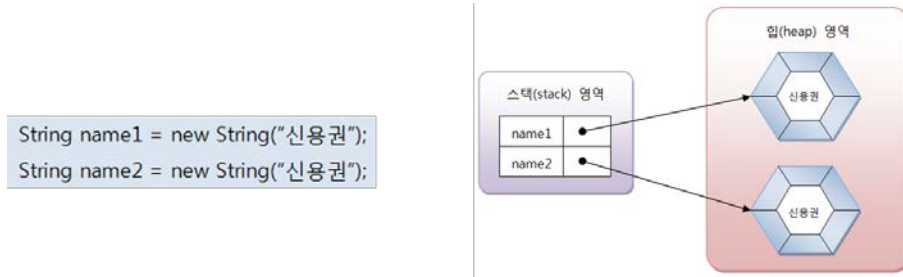 String name1 = new String("신용권");
String name2 = new String("신용권");
스택(stack) 영역
name1
name2
힙(heap) 영역
신용권
신용권